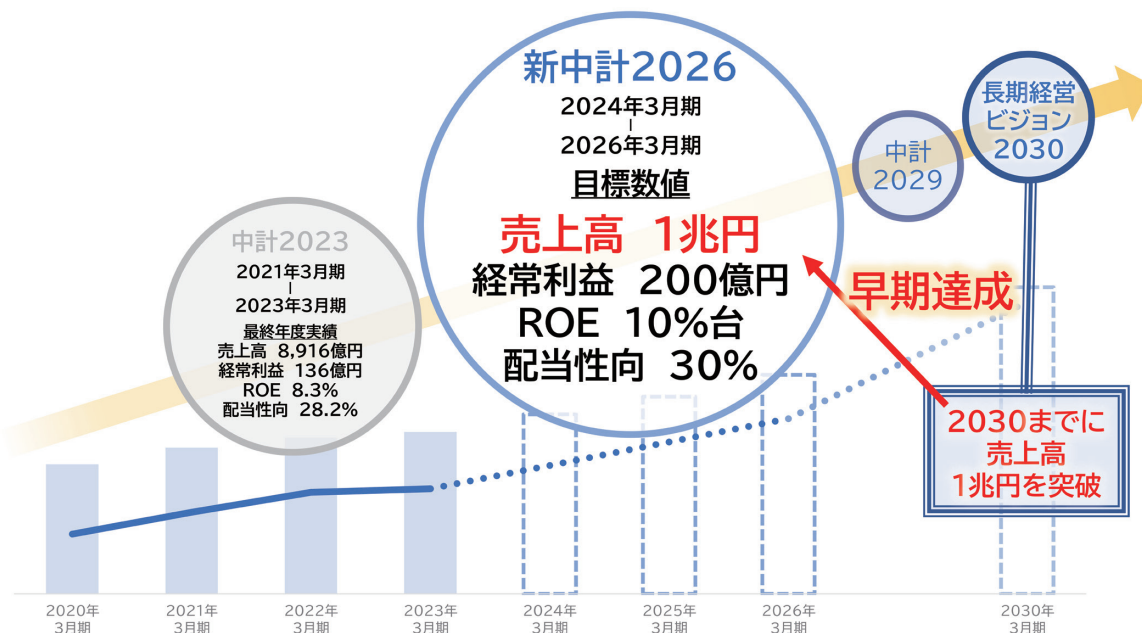 新中計2026
2024年3月期
－
2026年3月期
目標数値
売上高 1兆円
経常利益 200億円
ROE 10%台
配当性向 30%
長期経営
ビジョン
2030
中計
2029
中計2023
2021年3月期
－
2023年3月期
最終年度実績
売上高 8,916億円
経常利益 136億円
ROE 8.3%
配当性向 28.2%
早期達成
2030までに
売上高
1兆円を突破
2020年
3月期
2021年
3月期
2022年
3月期
2023年
3月期
2024年
3月期
2025年
3月期
2026年
3月期
2030年
3月期